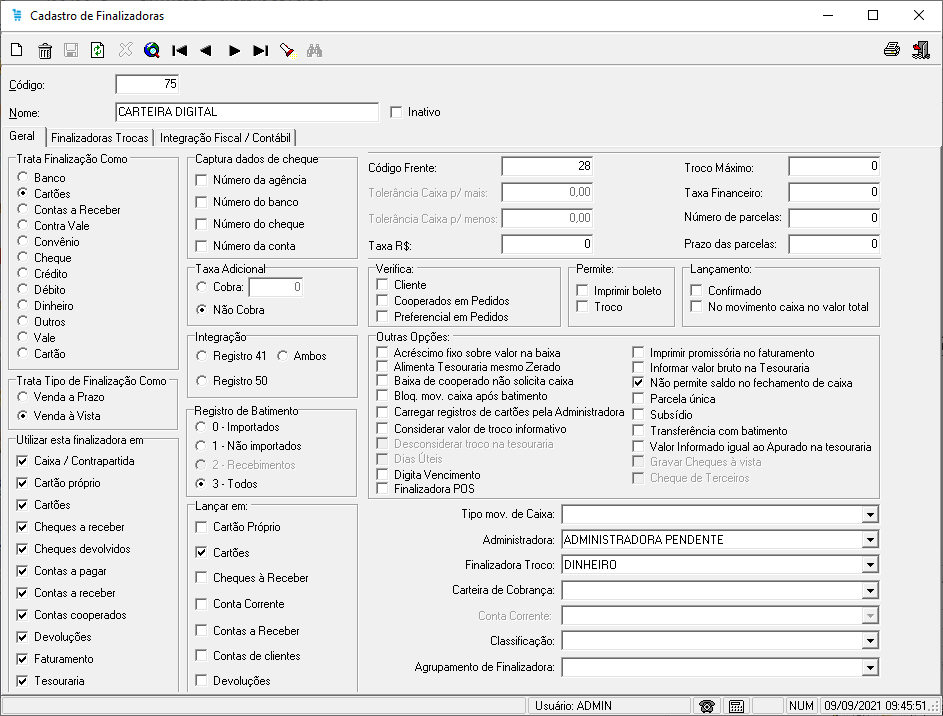 Cadastro de Finalizadoras
Código: 75
Nome: CARTEIRA DIGITAL Inativo
Geral Finalizadoras Trocas Integração Fiscal / Contábil
Trata Finalização Como
Banco
Cartões
Contas a Receber
Contra Vale
Convênio
Cheque
Crédito
Débito
Dinheiro
Outros
Vale
Cartão
Trata Tipo de Finalização Como
Venda a Prazo
Venda à Vista
Utilizar esta finalizadora em
Caixa / Contrapartida
Cartão próprio
Cartões
Cheques a receber
Cheques devolvidos
Contas a pagar
Contas a receber
Contas cooperados
Devoluções
Faturamento
Tesouraria
Captura dados de cheque
Número da agência
Número do banco
Número do cheque
Número da conta
Taxa Adicional
Cobra: 0
Não Cobra
Integração
Registro 41 Ambos
Registro 50
Registro de Batimento
0 - Importados
1 - Não importados
2 - Recebimentos
3 - Todos
Lançar em:
Cartão Próprio
Cartões
Cheques à Receber
Conta Corrente
Contas a Receber
Contas de clientes
Devoluções
Código Frente: 28
Tolerância Caixa p/ mais: 0,00
Tolerância Caixa p/ menos: 0,00
Taxa R$: 0
Troco Máximo: 0
Taxa Financeiro: 0
Número de parcelas: 0
Prazo das parcelas: 0
Verifica:
Cliente
Cooperados em Pedidos
Preferencial em Pedidos
Permite:
Imprimir boleto
Troco
Lançamento:
Confirmado
No movimento caixa no valor total
Outras Opções:
Acréscimo fixo sobre valor na baixa
Alimenta Tesouraria mesmo Zerado
Baixa de cooperado não solicita caixa
Bloq. mov. caixa após batimento
Carregar registros de cartões pela Administradora
Considerar valor de troco informativo
Desconsiderar troco na tesouraria
Dias Úteis
Digita Vencimento
Finalizadora POS
Imprimir promissória no faturamento
Informar valor bruto na Tesouraria
Não permite saldo no fechamento de caixa
Parcela única
Subsídio
Transferência com batimento
Valor Informado igual ao Apurado na tesouraria
Gravar Cheques à vista
Cheque de Terceiros
Tipo mov. de Caixa:
Administradora: ADMINISTRADORA PENDENTE
Finalizadora Troco: DINHEIRO
Carteira de Cobrança:
Conta Corrente:
Classificação:
Agrupamento de Finalizadora:
Usuário: ADMIN NUM 09/09/2021 09:45:51